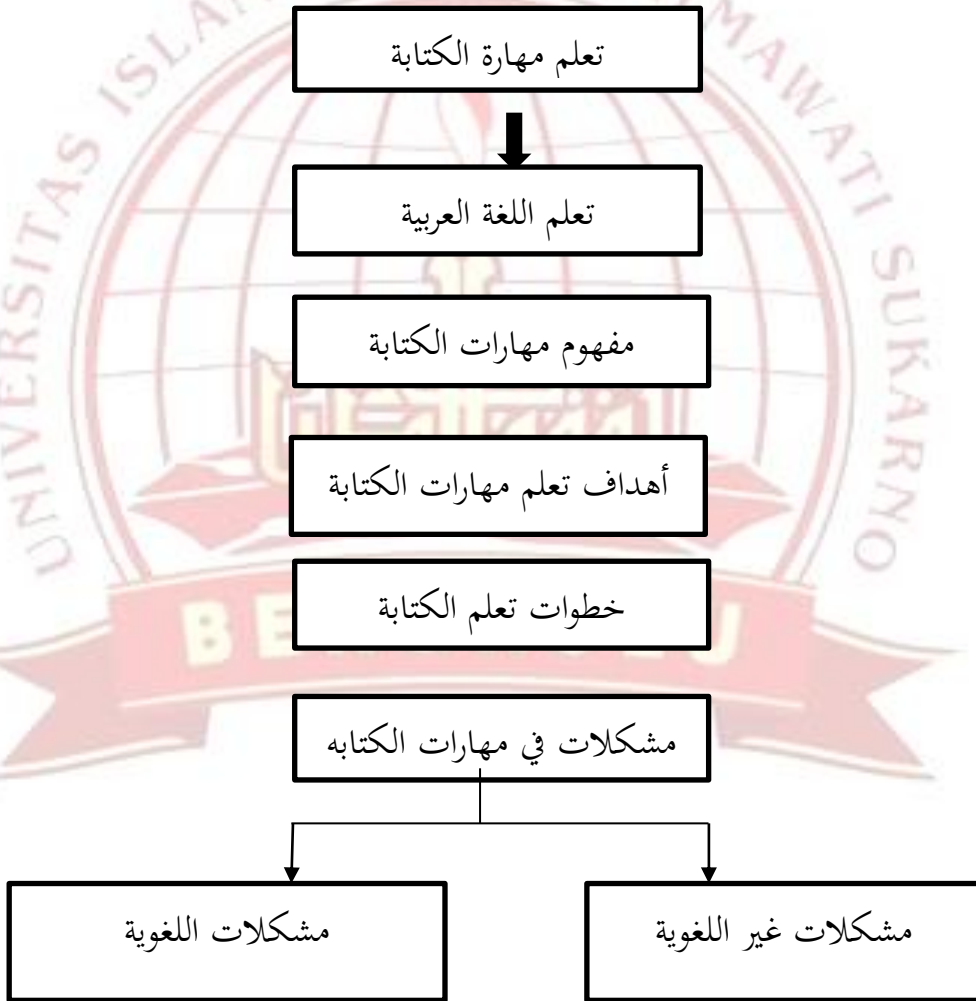 تعلم مهارة الكتابة
تعلم اللغة العربية
مفهوم مهارات الكتابة
أهداف تعلم مهارات الكتابة
خطوات تعلم الكتابة
مشكلات في مهارات الكتابه
مشكلات غير اللغوية
مشكلات اللغوية